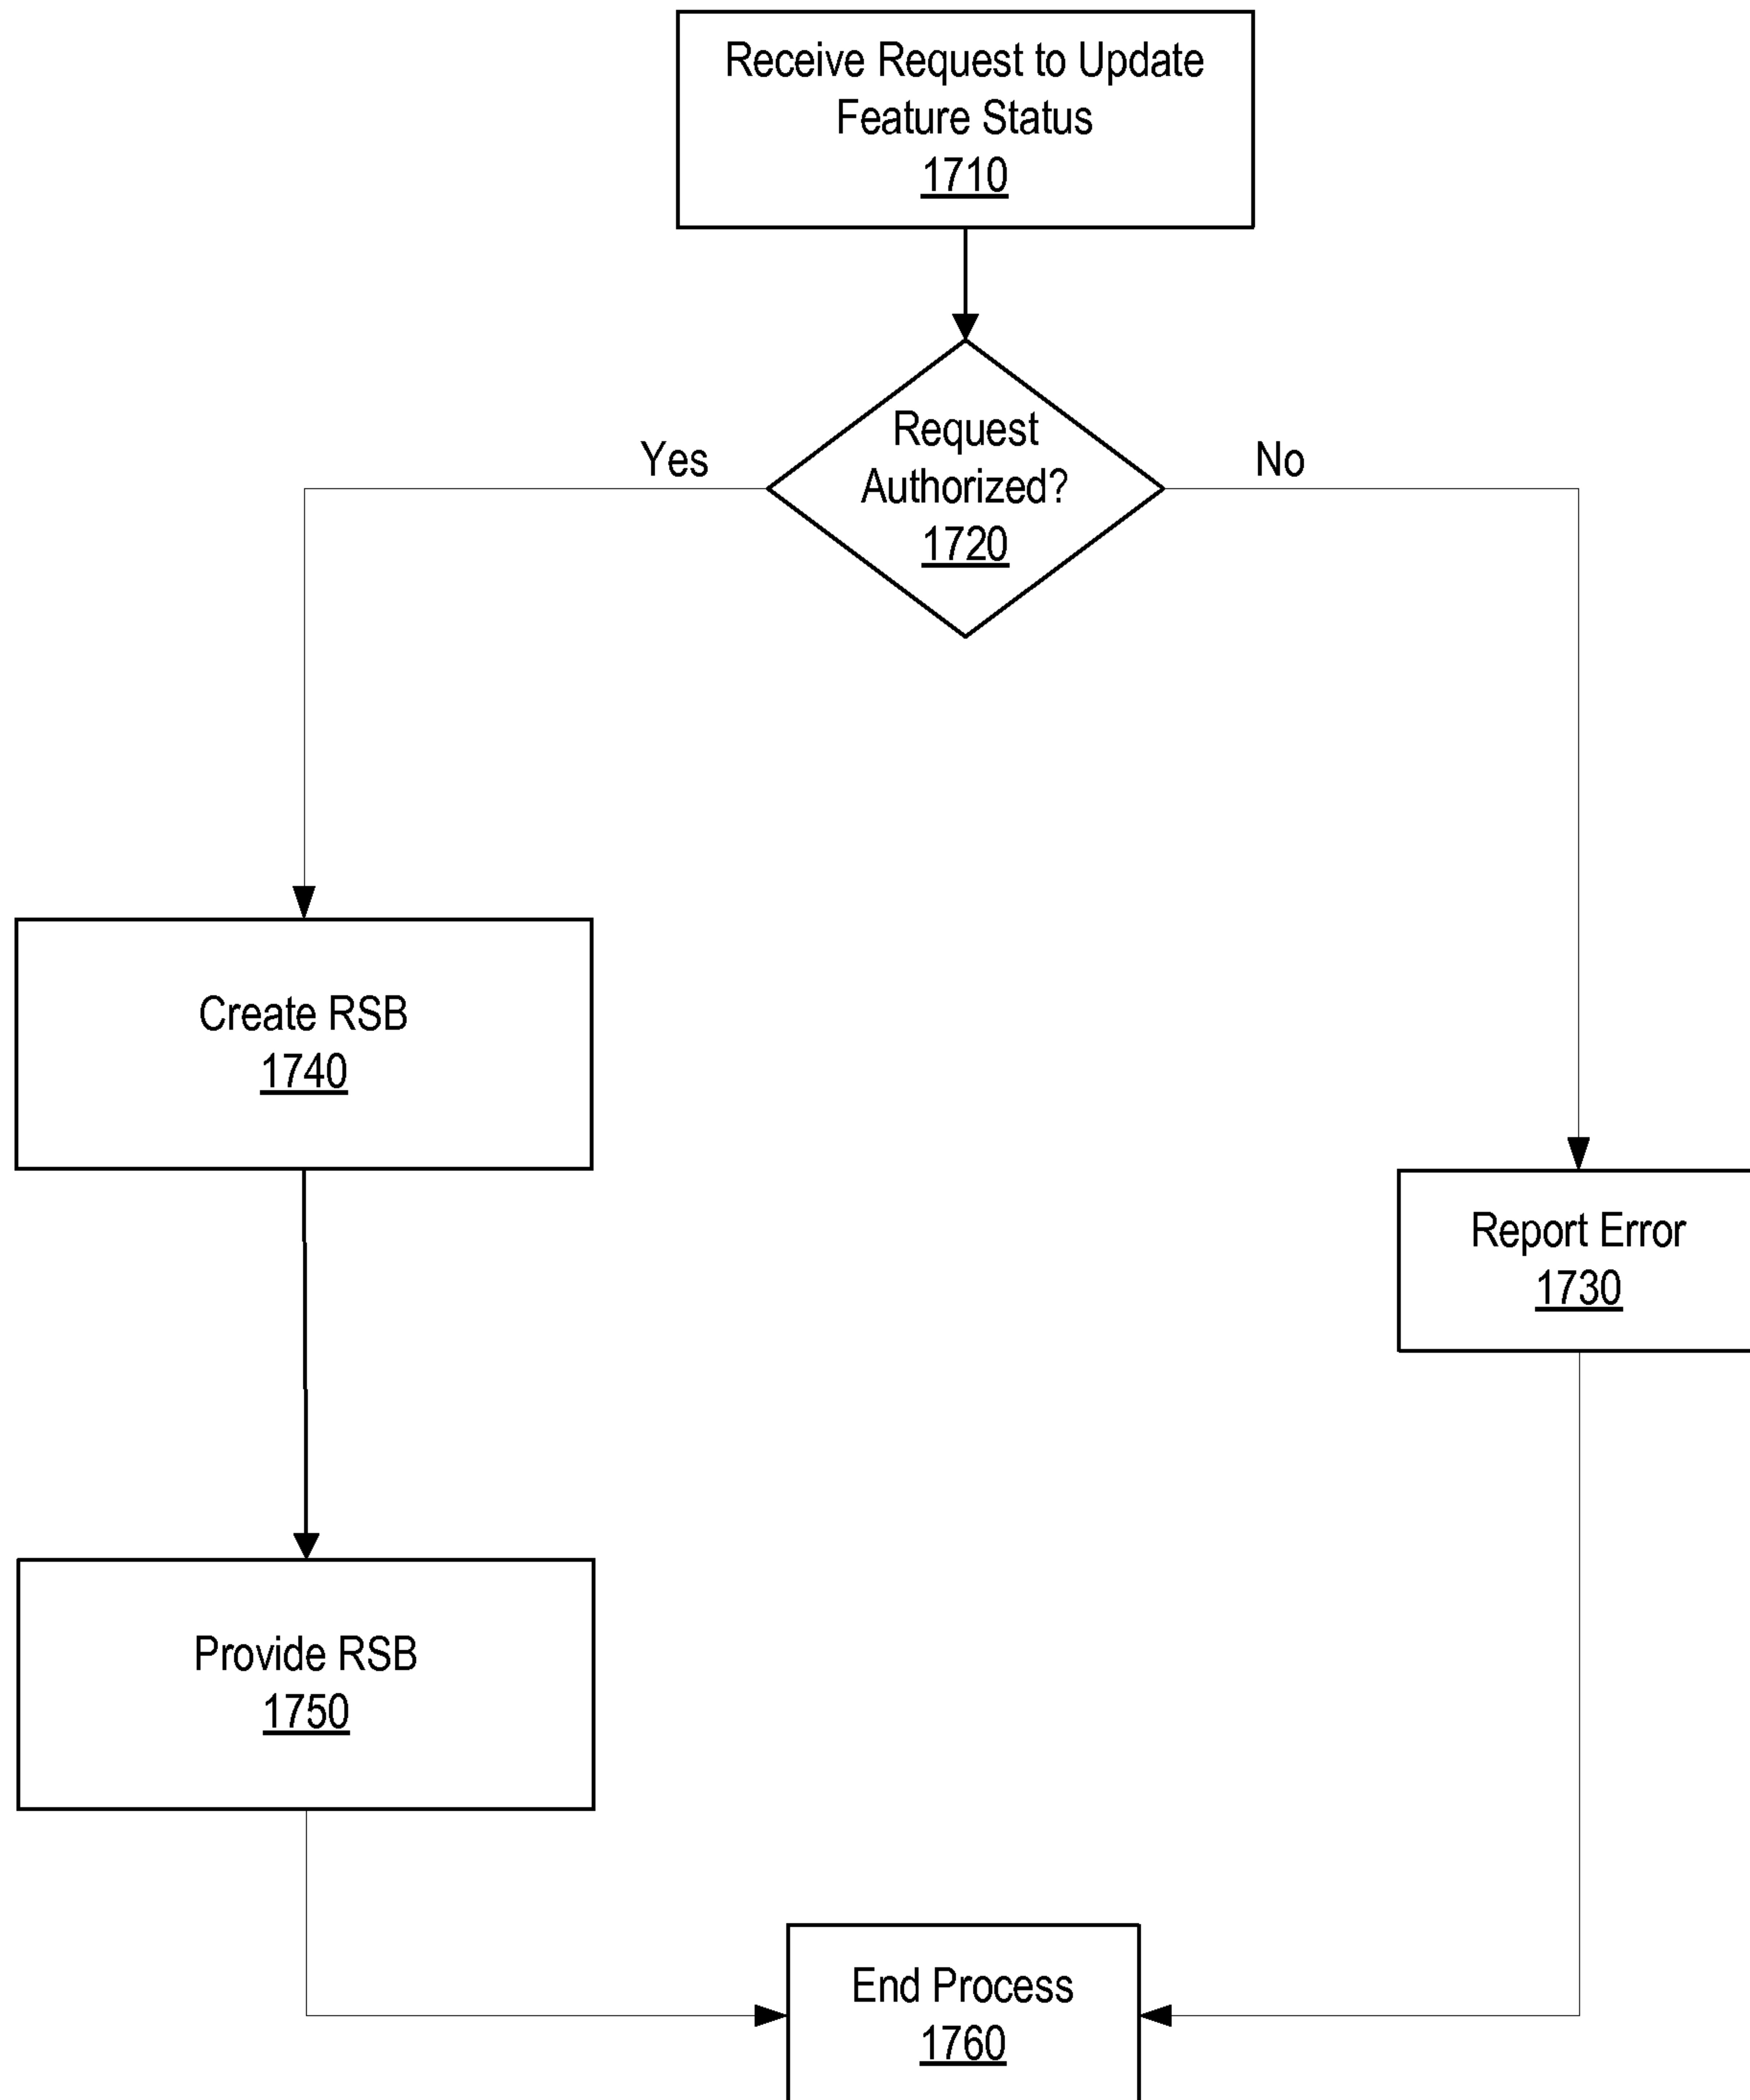 Receive Request to Update
Feature Status
1710
Request
Authorized?
1720
Yes
No
Create RSB
1740
Report Error
1730
Provide RSB
1750
End Process
1760